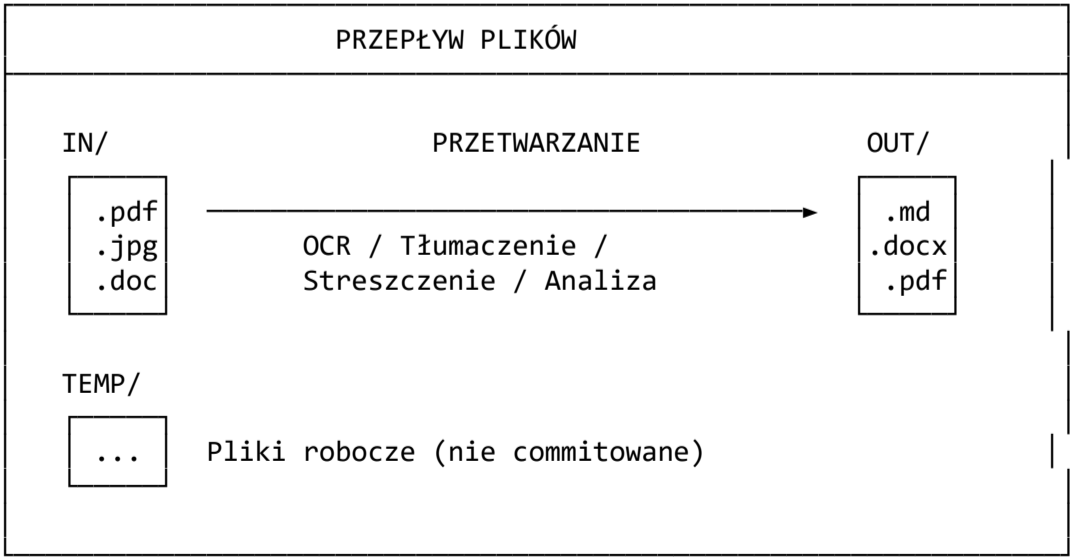 PRZEPŁYW PLIKÓW
IN/ PRZETWARZANIE OUT/
.pdf .md
.jpg OCR / Tłumaczenie / .docx
.doc Streszczenie / Analiza .pdf
TEMP/
... Pliki robocze (nie commitowane)